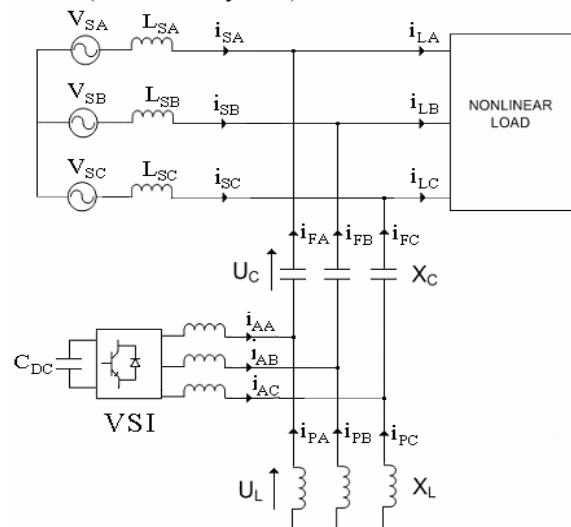 V_SA L_SA i_SA i_LA
V_SB L_SB i_SB i_LB
NONLINEAR
LOAD
V_SC L_SC i_SC i_LC
i_FA i_FB i_FC
U_C X_C
i_AA
C_DC i_AB
i_AC
VSI
i_PA i_PB i_PC
U_L X_L